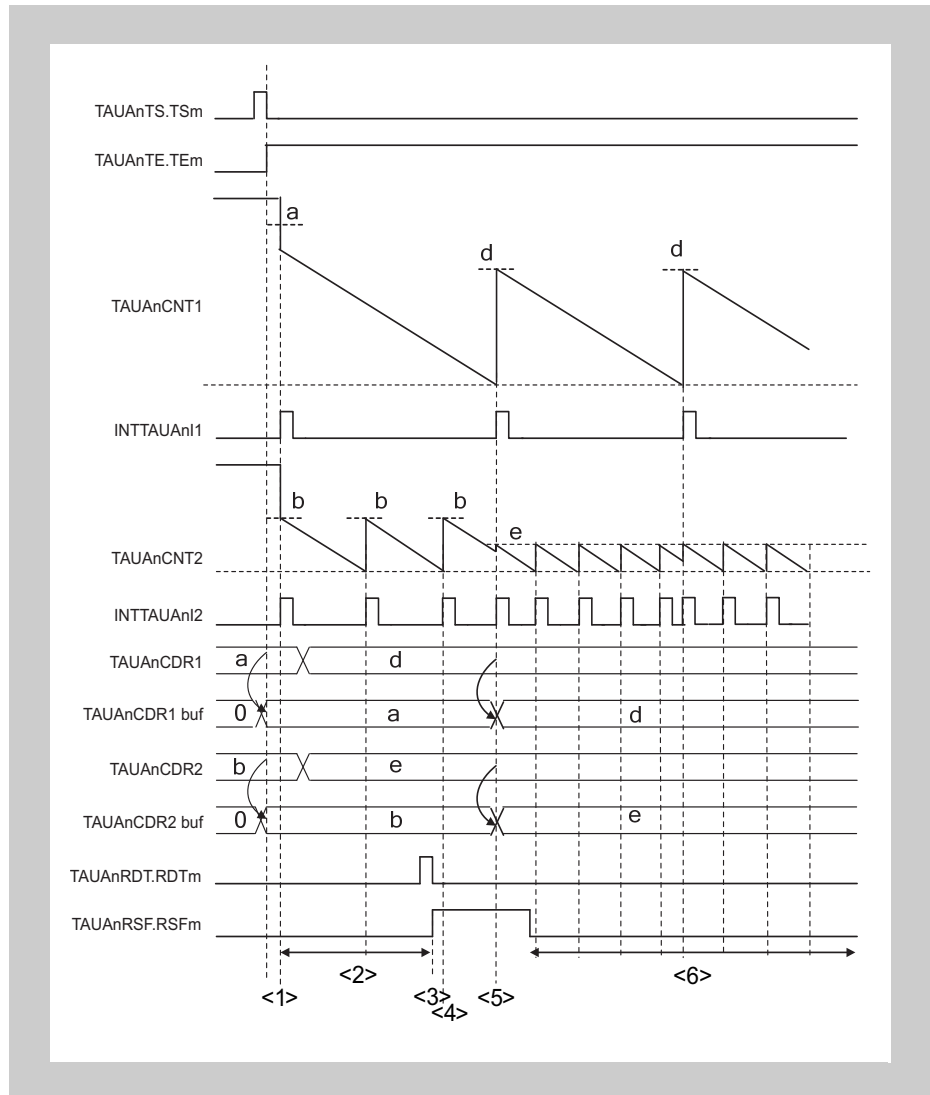 TAUAnTS.TSm
TAUAnTE.TEm
a
d
d
TAUAnCNT1
INTTAUAnI1
b b b
e
TAUAnCNT2
INTTAUAnI2
TAUAnCDR1 a d
TAUAnCDR1 buf 0 a d
TAUAnCDR2 b e
TAUAnCDR2 buf 0 b e
TAUAnRDT.RDTm
TAUAnRSF.RSFm
<2> <6>
<1> <3> <5>
<4>